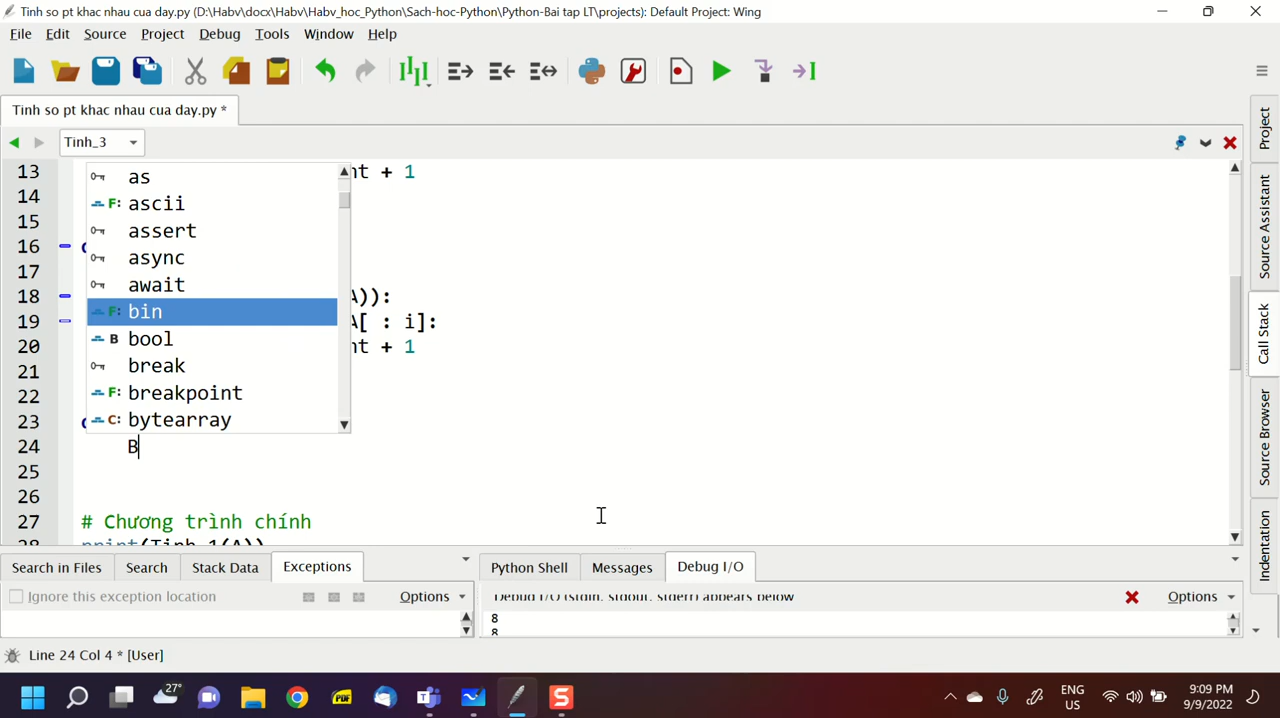 Tinh so pt khac nhau cua day.py (D:\Habv\docx\Habv\Habv_hoc_Python\Sach-hoc-Python\Python-Bai tap LT\projects): Default Project: Wing
File Edit Source Project Debug Tools Window Help
Tinh so pt khac nhau cua day.py *
Tinh_3
13 nt + 1
14
15
16
17
18 A)):
19 A[ : i]:
20 nt + 1
21
22
23
24 B
25
26
27 # Chương trình chính
28 print(Tinh_1(A))
as
F: ascii
assert
async
await
F: bin
B bool
break
F: breakpoint
C: bytearray
Project
Source Assistant
Call Stack
Source Browser
Indentation
Search in Files Search Stack Data Exceptions
Ignore this exception location Options
Python Shell Messages Debug I/O
Debug I/O (stdin, stdout, stderr) appears below Options
8
8
Line 24 Col 4 * [User]
27°
PDF
S
ENG
US
9:09 PM
9/9/2022